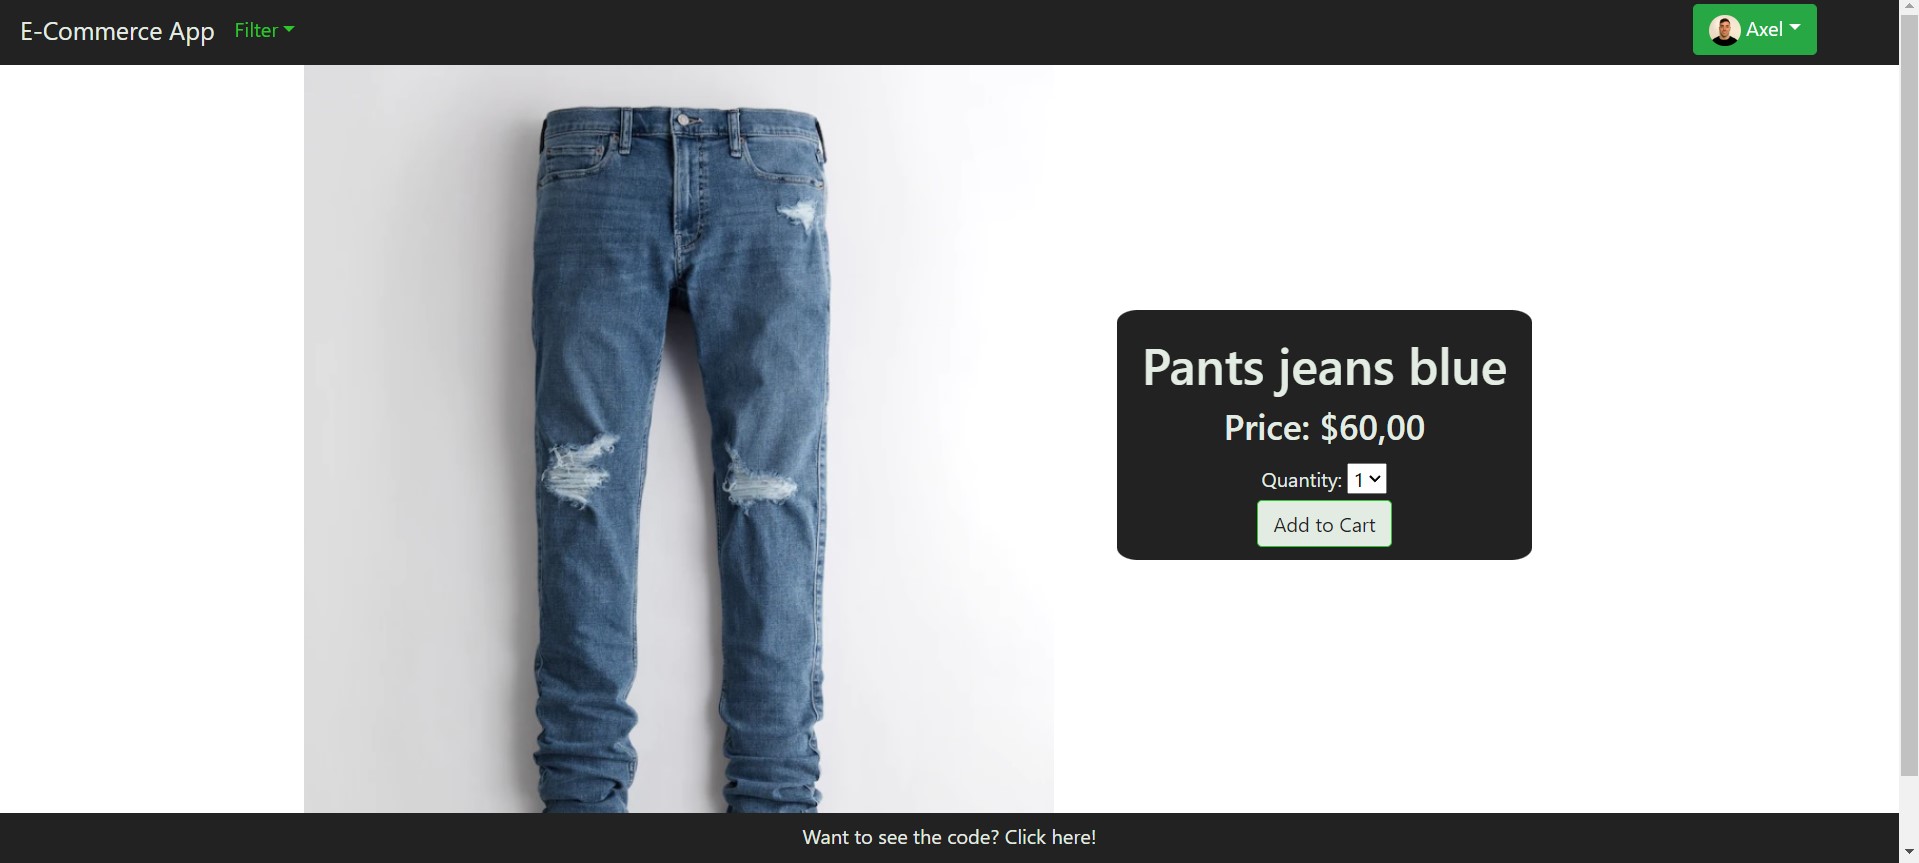 E-Commerce App
Filter
Axel
Pants jeans blue
Price: $60,00
Quantity: 1
Add to Cart
Want to see the code? Click here!